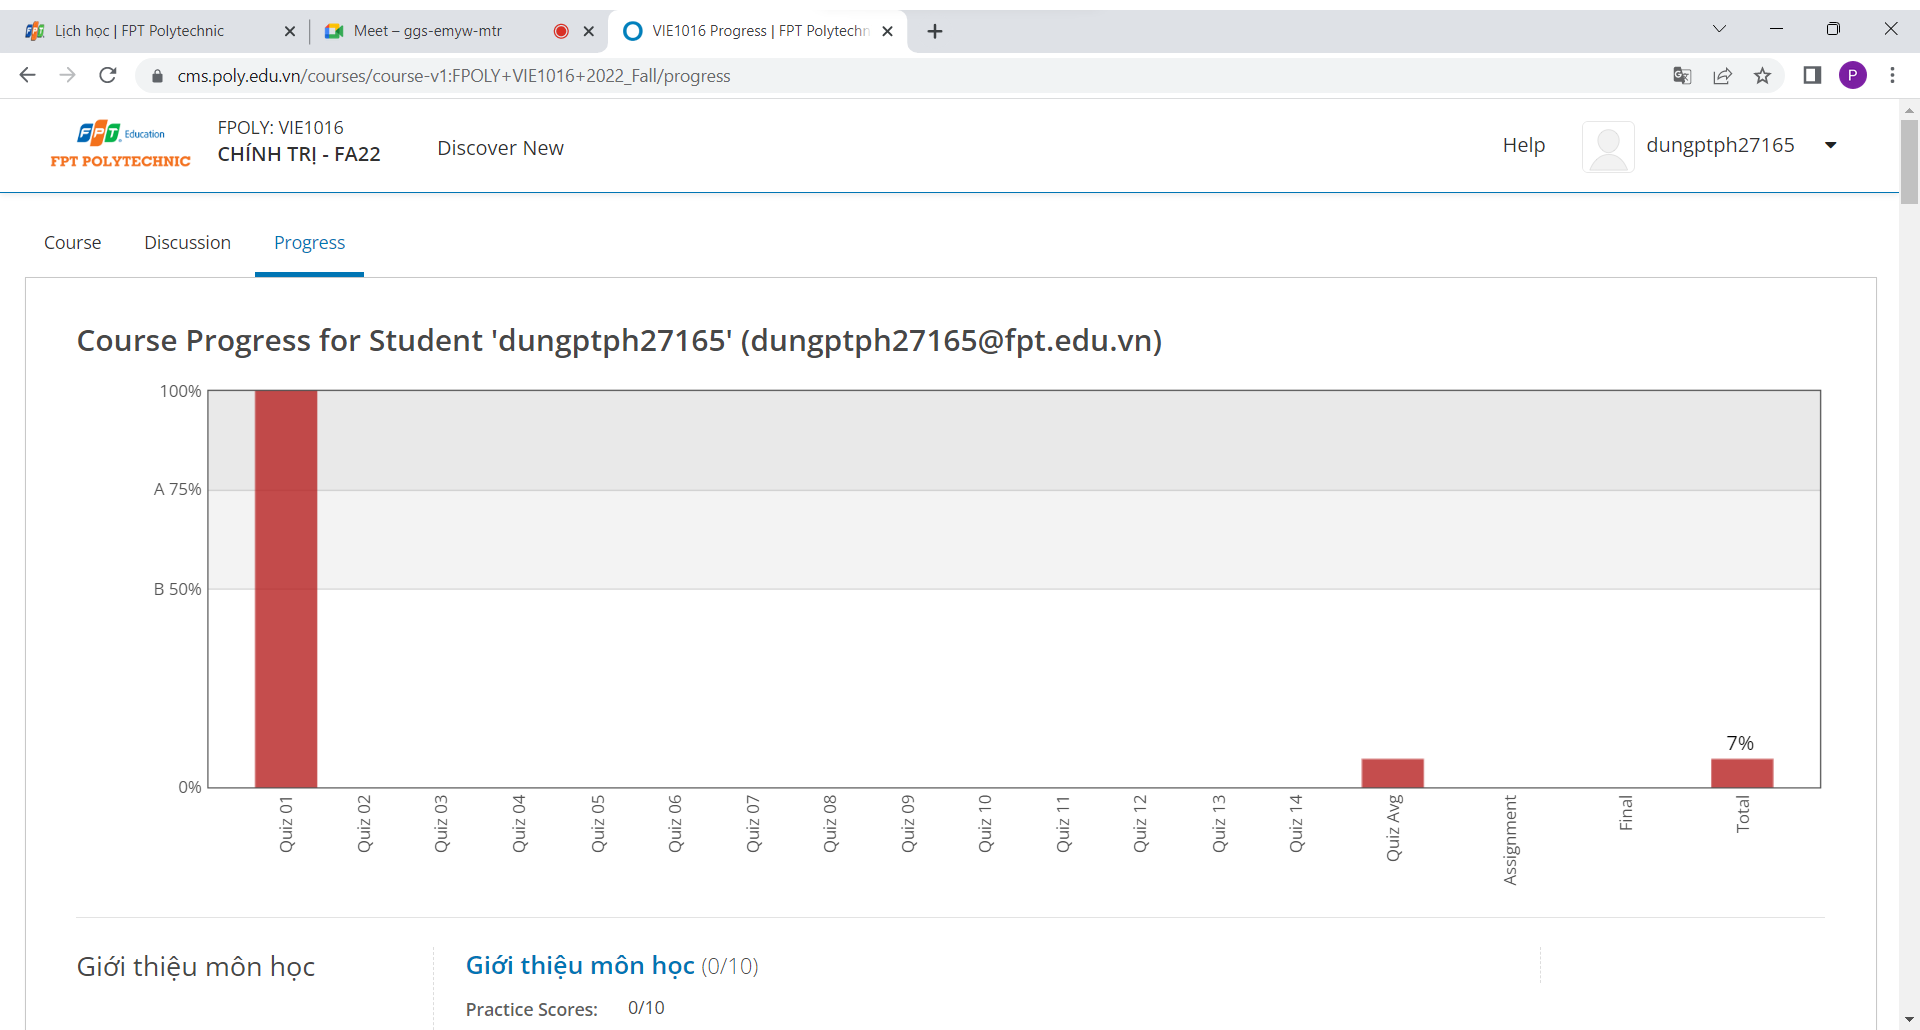 Lịch học | FPT Polytechnic
Meet – ggs-emyw-mtr
VIE1016 Progress | FPT Polytechn
cms.poly.edu.vn/courses/course-v1:FPOLY+VIE1016+2022_Fall/progress
P
FPT Education
FPT POLYTECHNIC
FPOLY: VIE1016
CHÍNH TRỊ - FA22
Discover New
Help
dungptph27165
Course
Discussion
Progress
Course Progress for Student 'dungptph27165' (dungptph27165@fpt.edu.vn)
100%
A 75%
B 50%
0%
7%
Quiz 01
Quiz 02
Quiz 03
Quiz 04
Quiz 05
Quiz 06
Quiz 07
Quiz 08
Quiz 09
Quiz 10
Quiz 11
Quiz 12
Quiz 13
Quiz 14
Quiz Avg
Assignment
Final
Total
Giới thiệu môn học
Giới thiệu môn học (0/10)
Practice Scores: 0/10